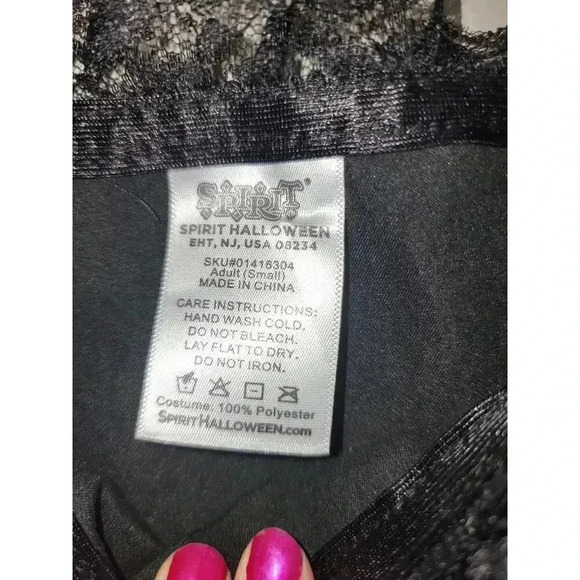 SPIRIT®
SPIRIT HALLOWEEN
EHT, NJ, USA 08234
SKU#01416304
Adult (Small)
MADE IN CHINA
CARE INSTRUCTIONS:
HAND WASH COLD.
DO NOT BLEACH.
LAY FLAT TO DRY.
DO NOT IRON.
Costume: 100% Polyester
SPIRITHALLOWEEN.com